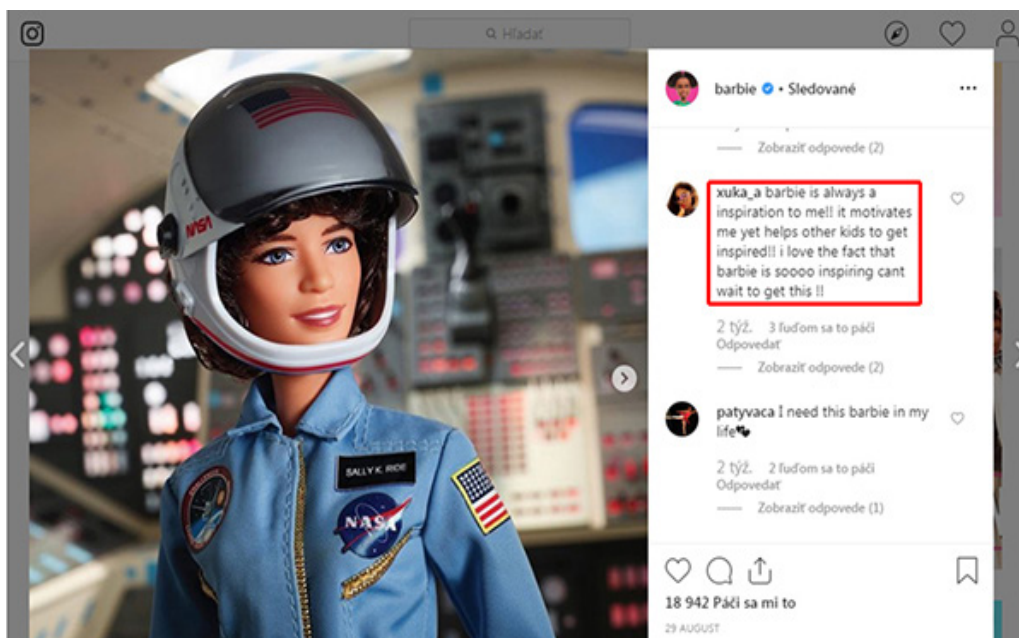 Hľadať
NASA
SALLY K. RIDE
NASA
barbie • Sledované
Zobraziť odpovede (2)
xuka_a barbie is always a
inspiration to me!! it motivates
me yet helps other kids to get
inspired!! i love the fact that
barbie is soooo inspiring cant
wait to get this !!
2 týž. 3 ľuďom sa to páči
Odpovedať
Zobraziť odpovede (2)
patyvaca I need this barbie in my
life
2 týž. 2 ľuďom sa to páči
Odpovedať
Zobraziť odpovede (1)
18 942 Páči sa mi to
29 AUGUST